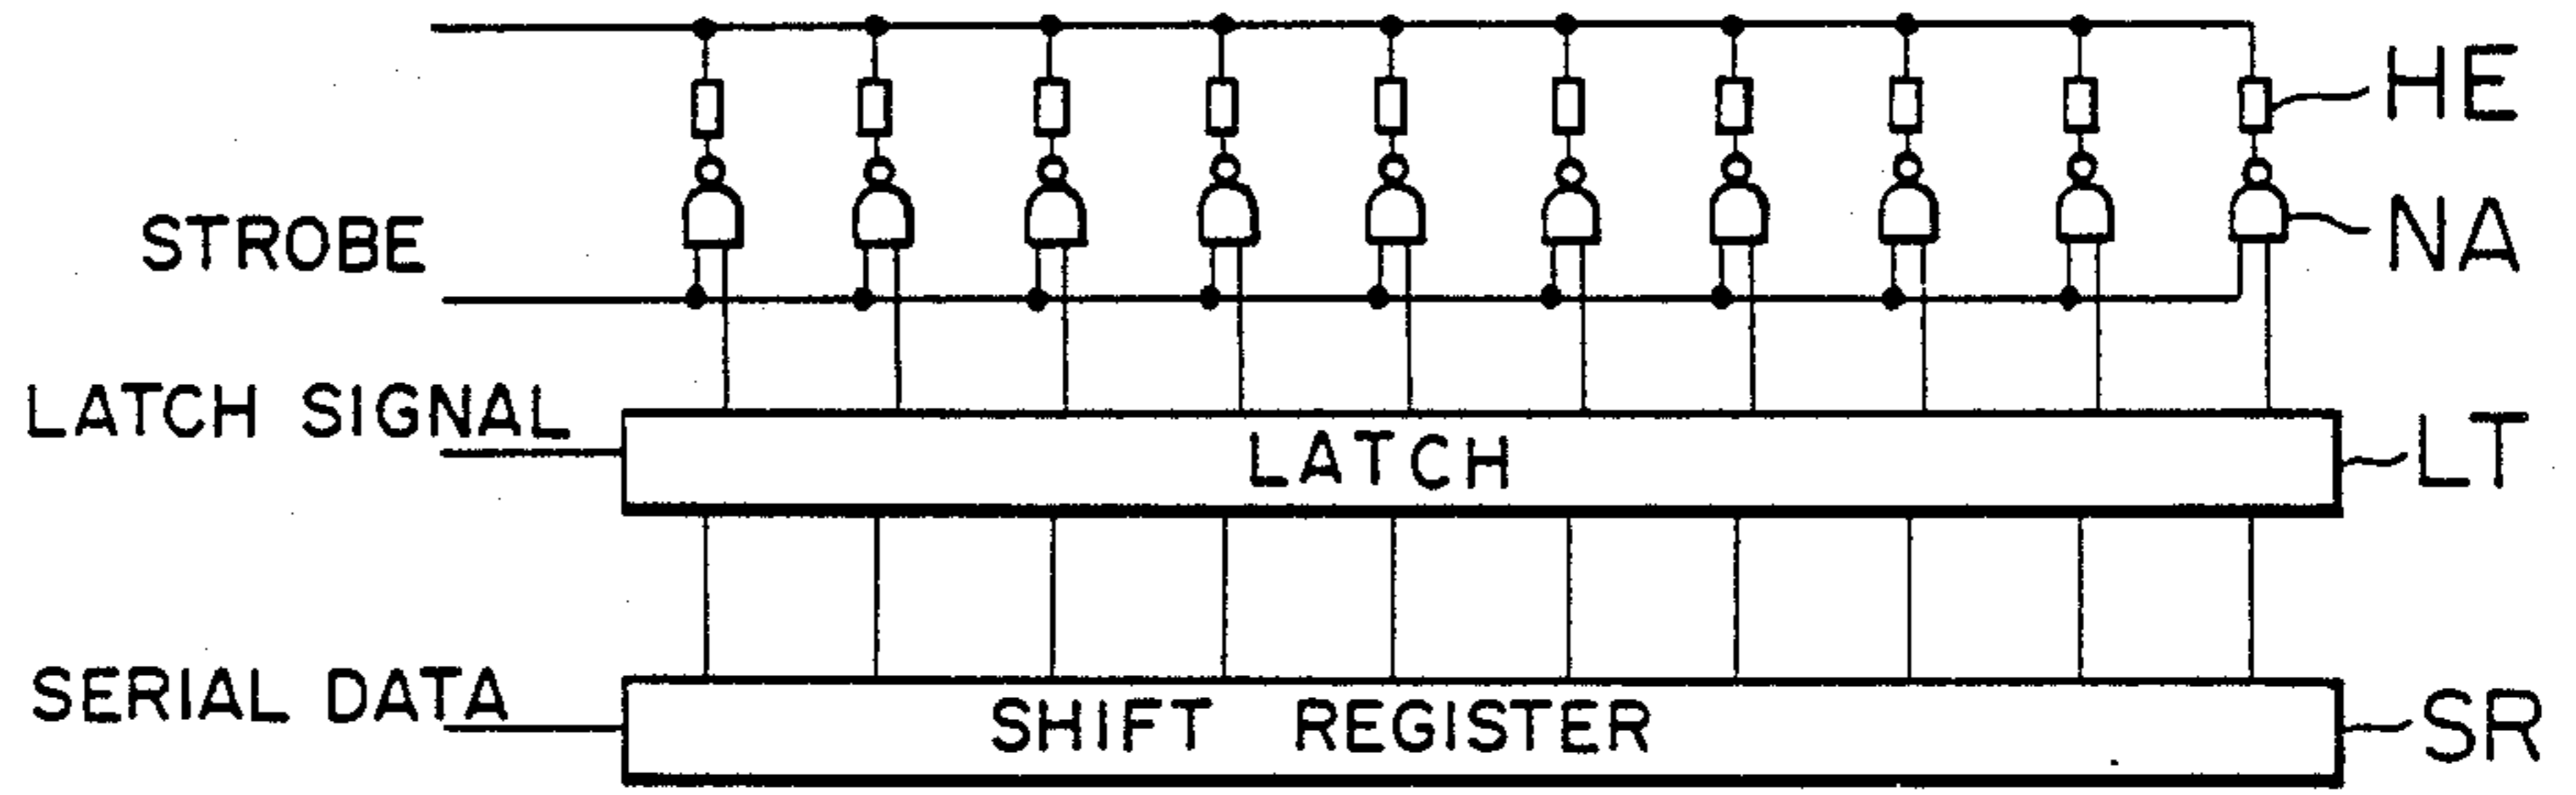 HE
STROBE
NA
LATCH SIGNAL
LATCH
LT
SERIAL DATA
SHIFT REGISTER
SR